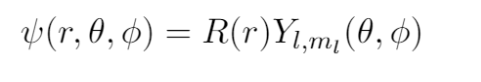 ψ(r, θ, ϕ) = R(r)Y_{l,m_l}(θ, ϕ)